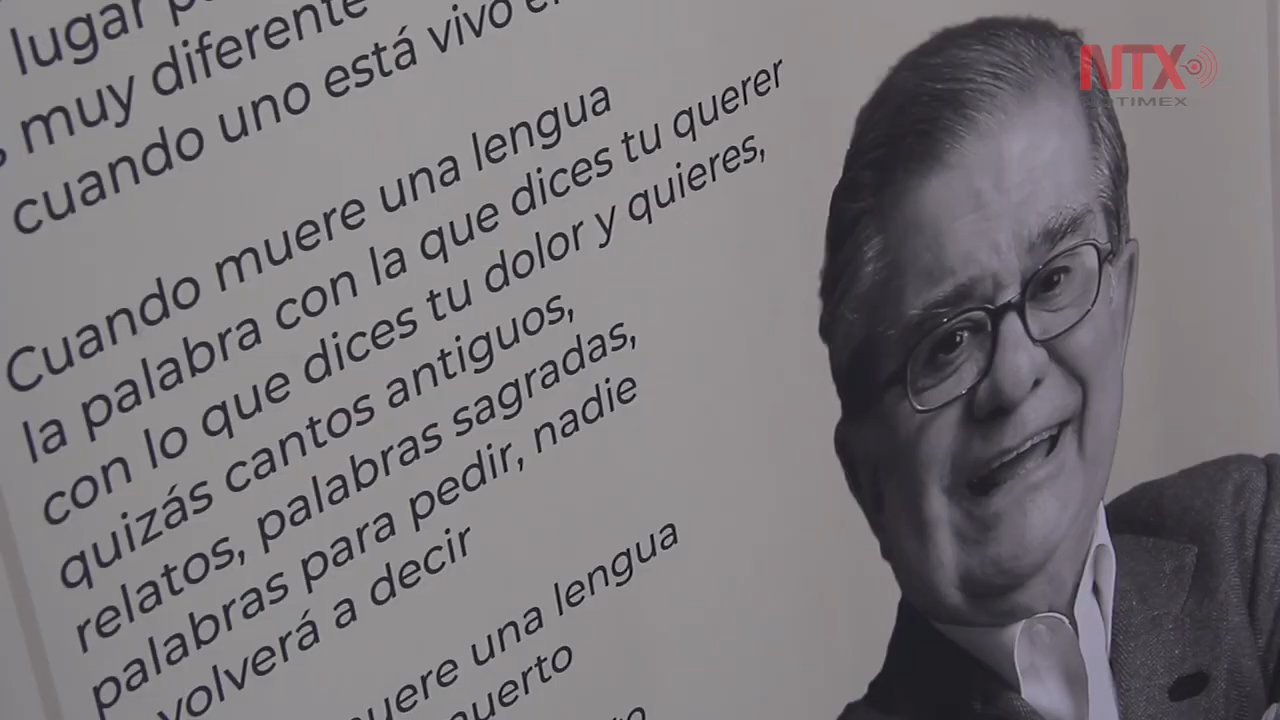 lugar
muy diferente
cuando uno está vivo
Cuando muere una lengua
la palabra con la que dices tu querer
con lo que dices tu dolor y quieres,
quizás cantos antiguos,
relatos, palabras sagradas,
palabras para pedir, nadie
volverá a decir
una lengua
NTX
NOTIMEX